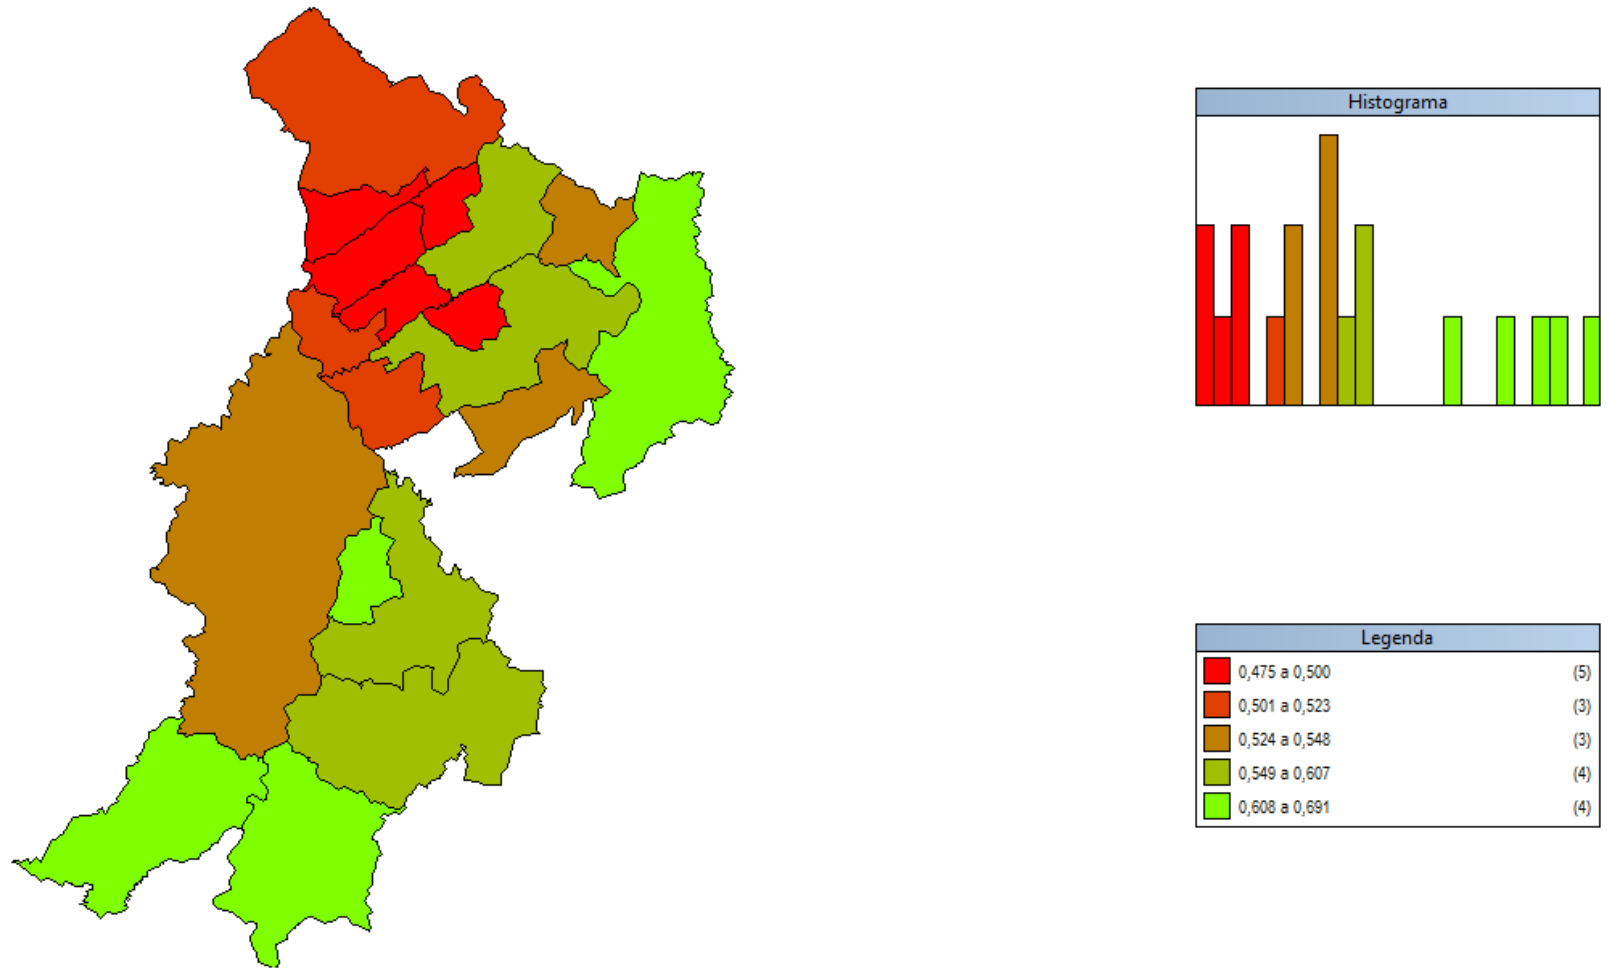 Histograma
Legenda
0,475 a 0,500 (5)
0,501 a 0,523 (3)
0,524 a 0,548 (3)
0,549 a 0,607 (4)
0,608 a 0,691 (4)